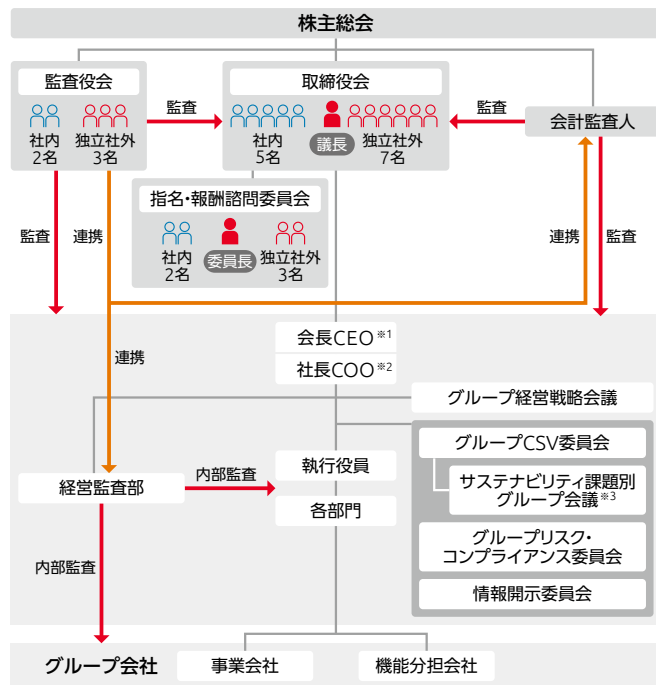 株主総会
監査役会
社内
2名
独立社外
3名
監査
取締役会
社内
5名
議長
独立社外
7名
監査
会計監査人
指名・報酬諮問委員会
社内
2名
委員長
独立社外
3名
監査
連携
連携
監査
会長CEO※1
社長COO※2
連携
グループ経営戦略会議
グループCSV委員会
サステナビリティ課題別
グループ会議※3
グループリスク・
コンプライアンス委員会
情報開示委員会
経営監査部
内部監査
執行役員
各部門
内部監査
グループ会社
事業会社
機能分担会社